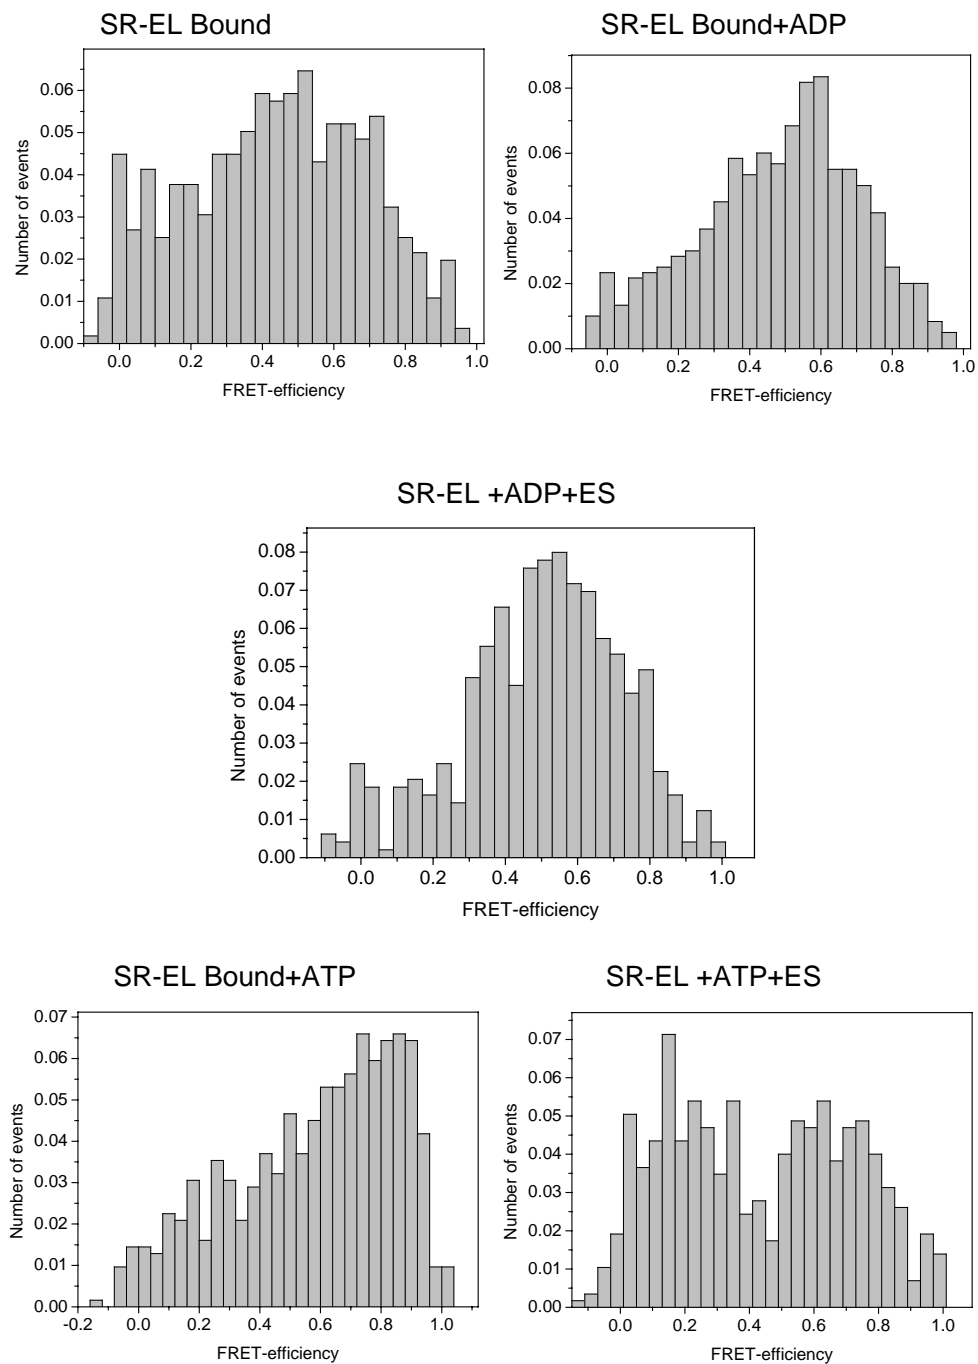 SR-EL Bound
Number of events
0.06
0.05
0.04
0.03
0.02
0.01
0.00
0.0 0.2 0.4 0.6 0.8 1.0
FRET-efficiency
SR-EL Bound+ADP
Number of events
0.08
0.06
0.04
0.02
0.00
0.0 0.2 0.4 0.6 0.8 1.0
FRET-efficiency
SR-EL +ADP+ES
Number of events
0.08
0.07
0.06
0.05
0.04
0.03
0.02
0.01
0.00
0.0 0.2 0.4 0.6 0.8 1.0
FRET-efficiency
SR-EL Bound+ATP
Number of events
0.07
0.06
0.05
0.04
0.03
0.02
0.01
0.00
-0.2 0.0 0.2 0.4 0.6 0.8 1.0
FRET-efficiency
SR-EL +ATP+ES
Number of events
0.07
0.06
0.05
0.04
0.03
0.02
0.01
0.00
0.0 0.2 0.4 0.6 0.8 1.0
FRET-efficiency